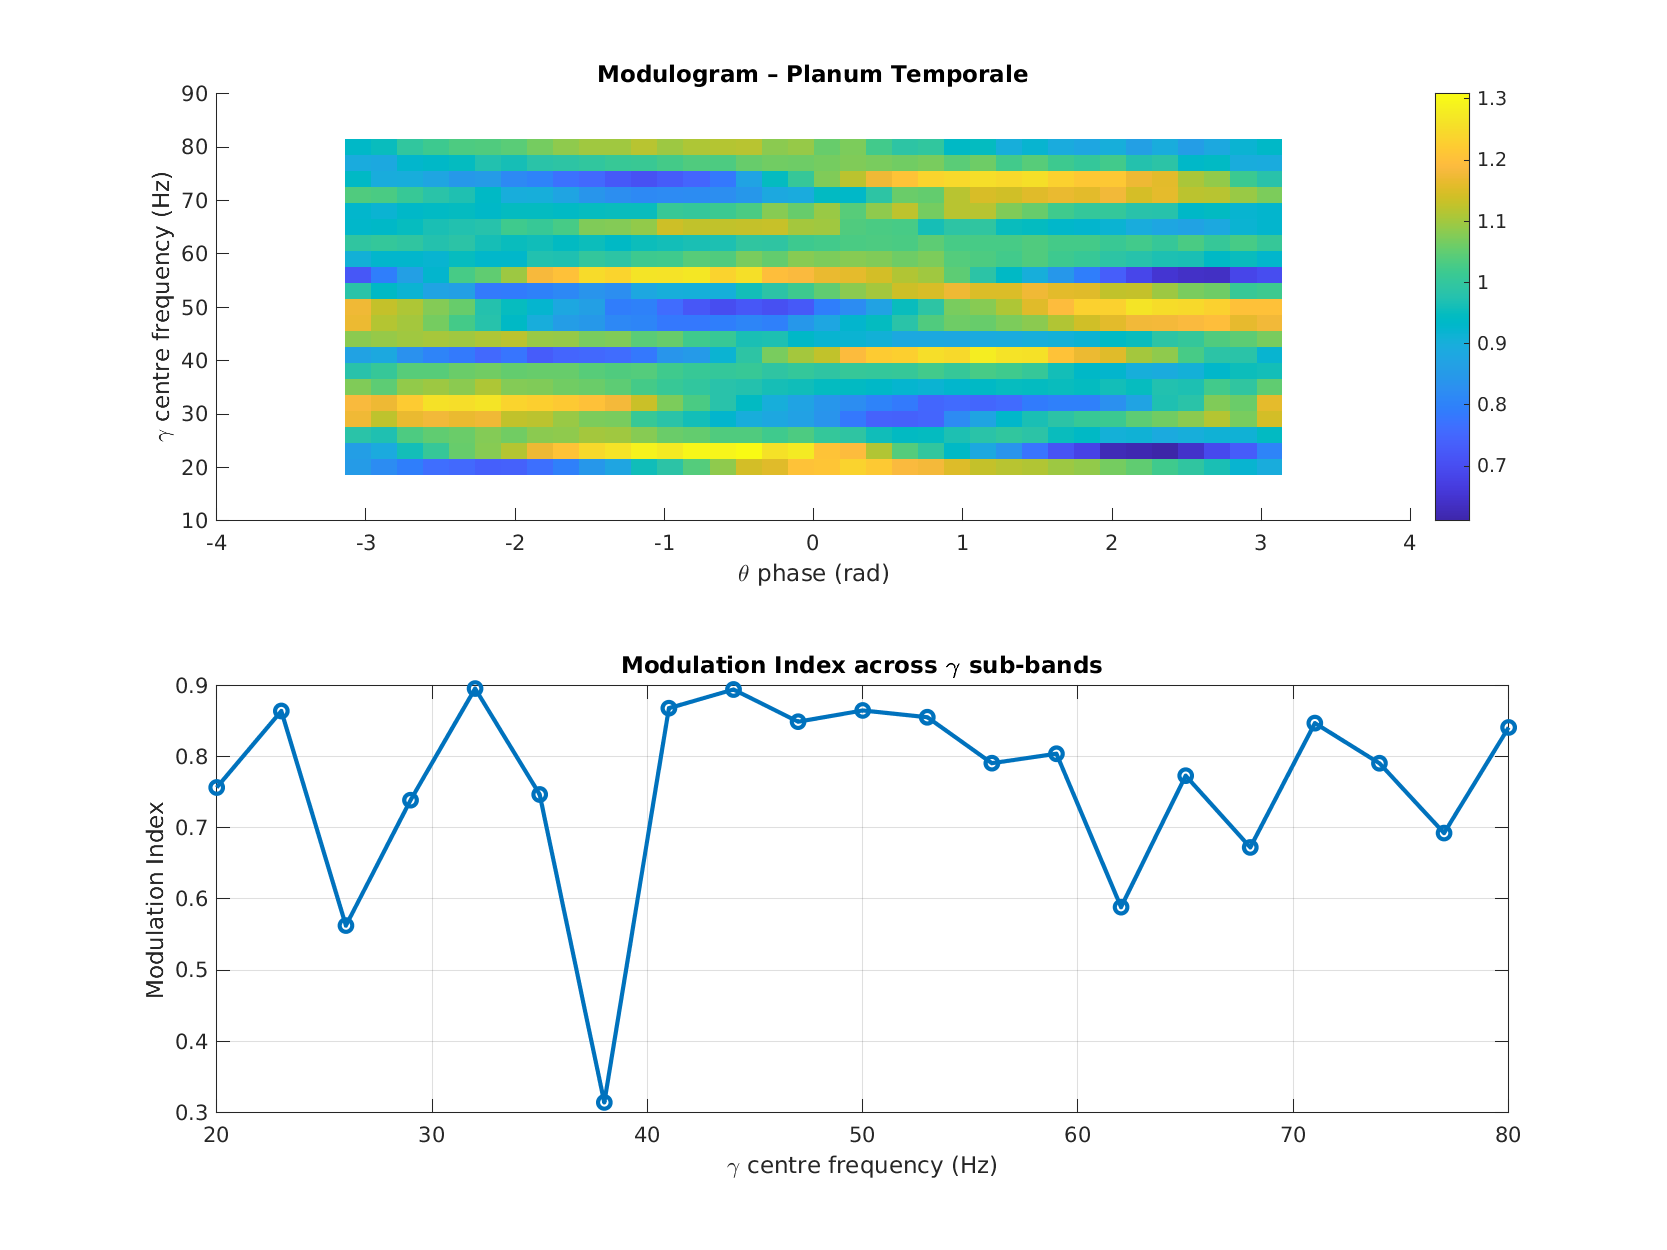 Modulogram – Planum Temporale
90
80
70
60
50
40
30
20
10
γ centre frequency (Hz)
-4 -3 -2 -1 0 1 2 3 4
θ phase (rad)
1.3
1.2
1.1
1
0.9
0.8
0.7
Modulation Index across γ sub-bands
0.9
0.8
0.7
0.6
0.5
0.4
0.3
Modulation Index
20 30 40 50 60 70 80
γ centre frequency (Hz)